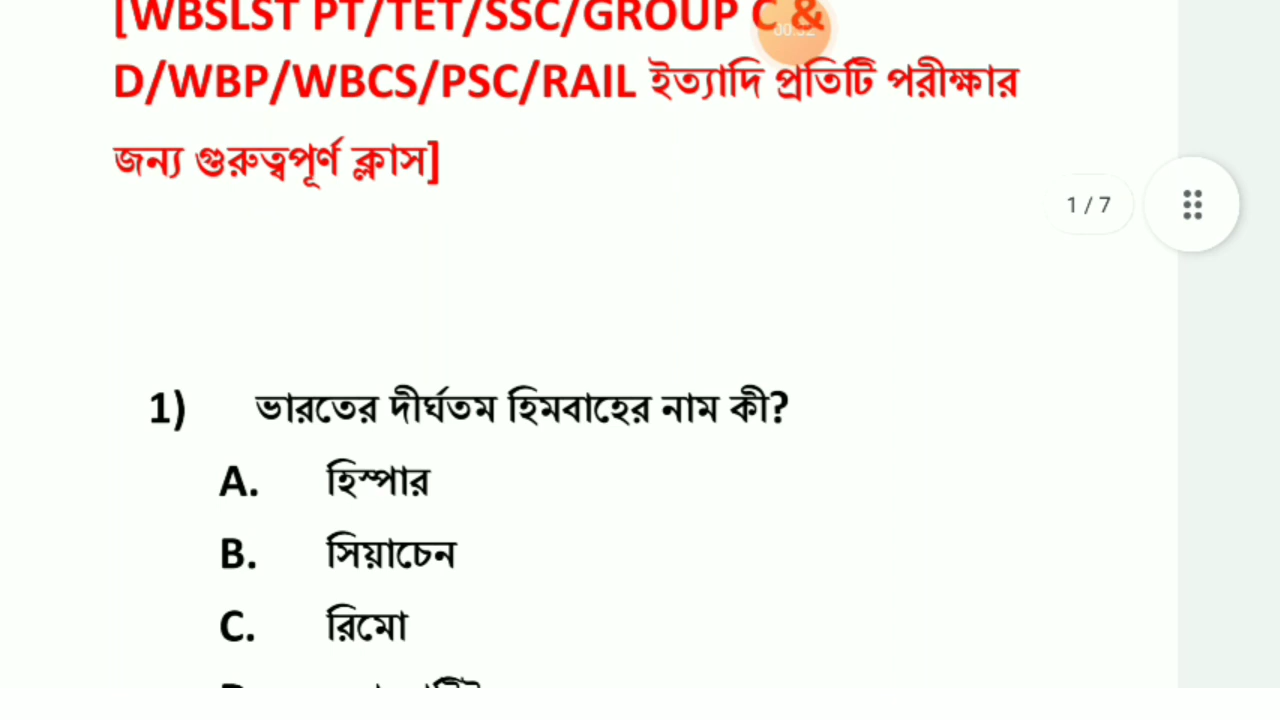 [WBSLST PT/TET/SSC/GROUP C &
D/WBP/WBCS/PSC/RAIL ইত্যাদি প্রতিটি পরীক্ষার
জন্য গুরুত্বপূর্ণ ক্লাস]
1 / 7
1) ভারতের দীর্ঘতম হিমবাহের নাম কী?
A. হিস্পার
B. সিয়াচেন
C. রিমো